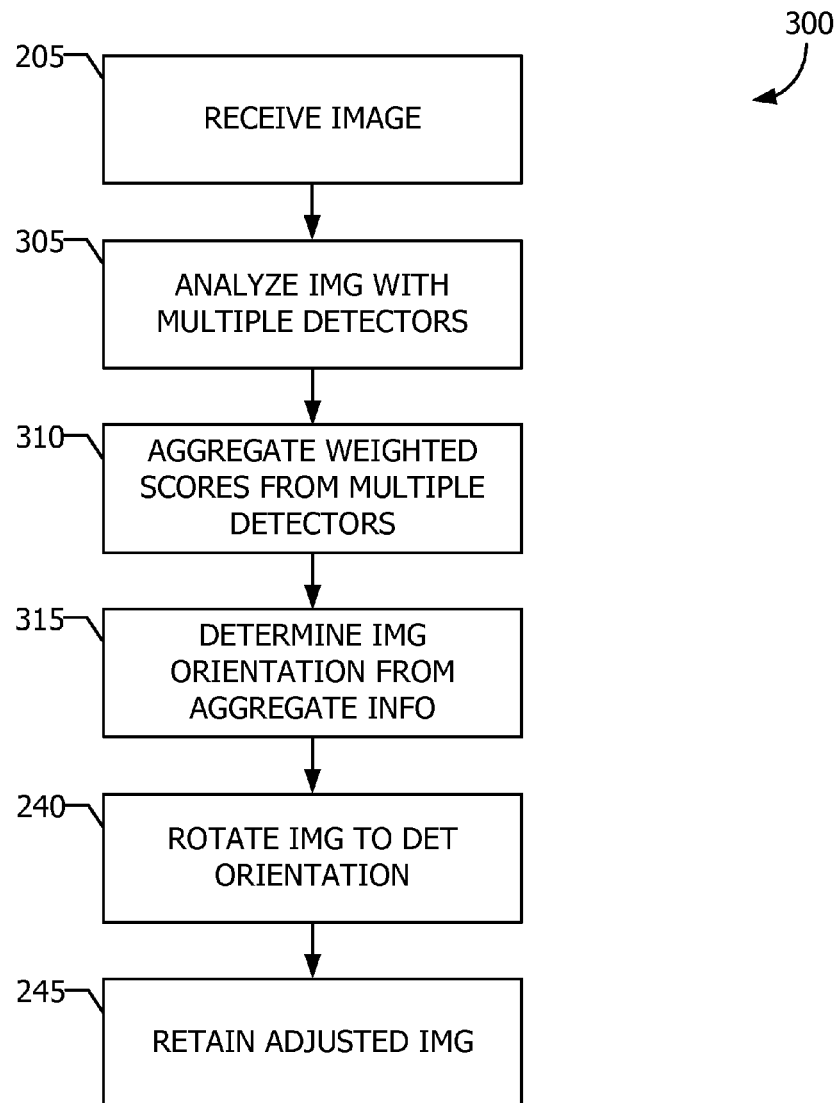 300
205
RECEIVE IMAGE
305
ANALYZE IMG WITH
MULTIPLE DETECTORS
310
AGGREGATE WEIGHTED
SCORES FROM MULTIPLE
DETECTORS
315
DETERMINE IMG
ORIENTATION FROM
AGGREGATE INFO
240
ROTATE IMG TO DET
ORIENTATION
245
RETAIN ADJUSTED IMG